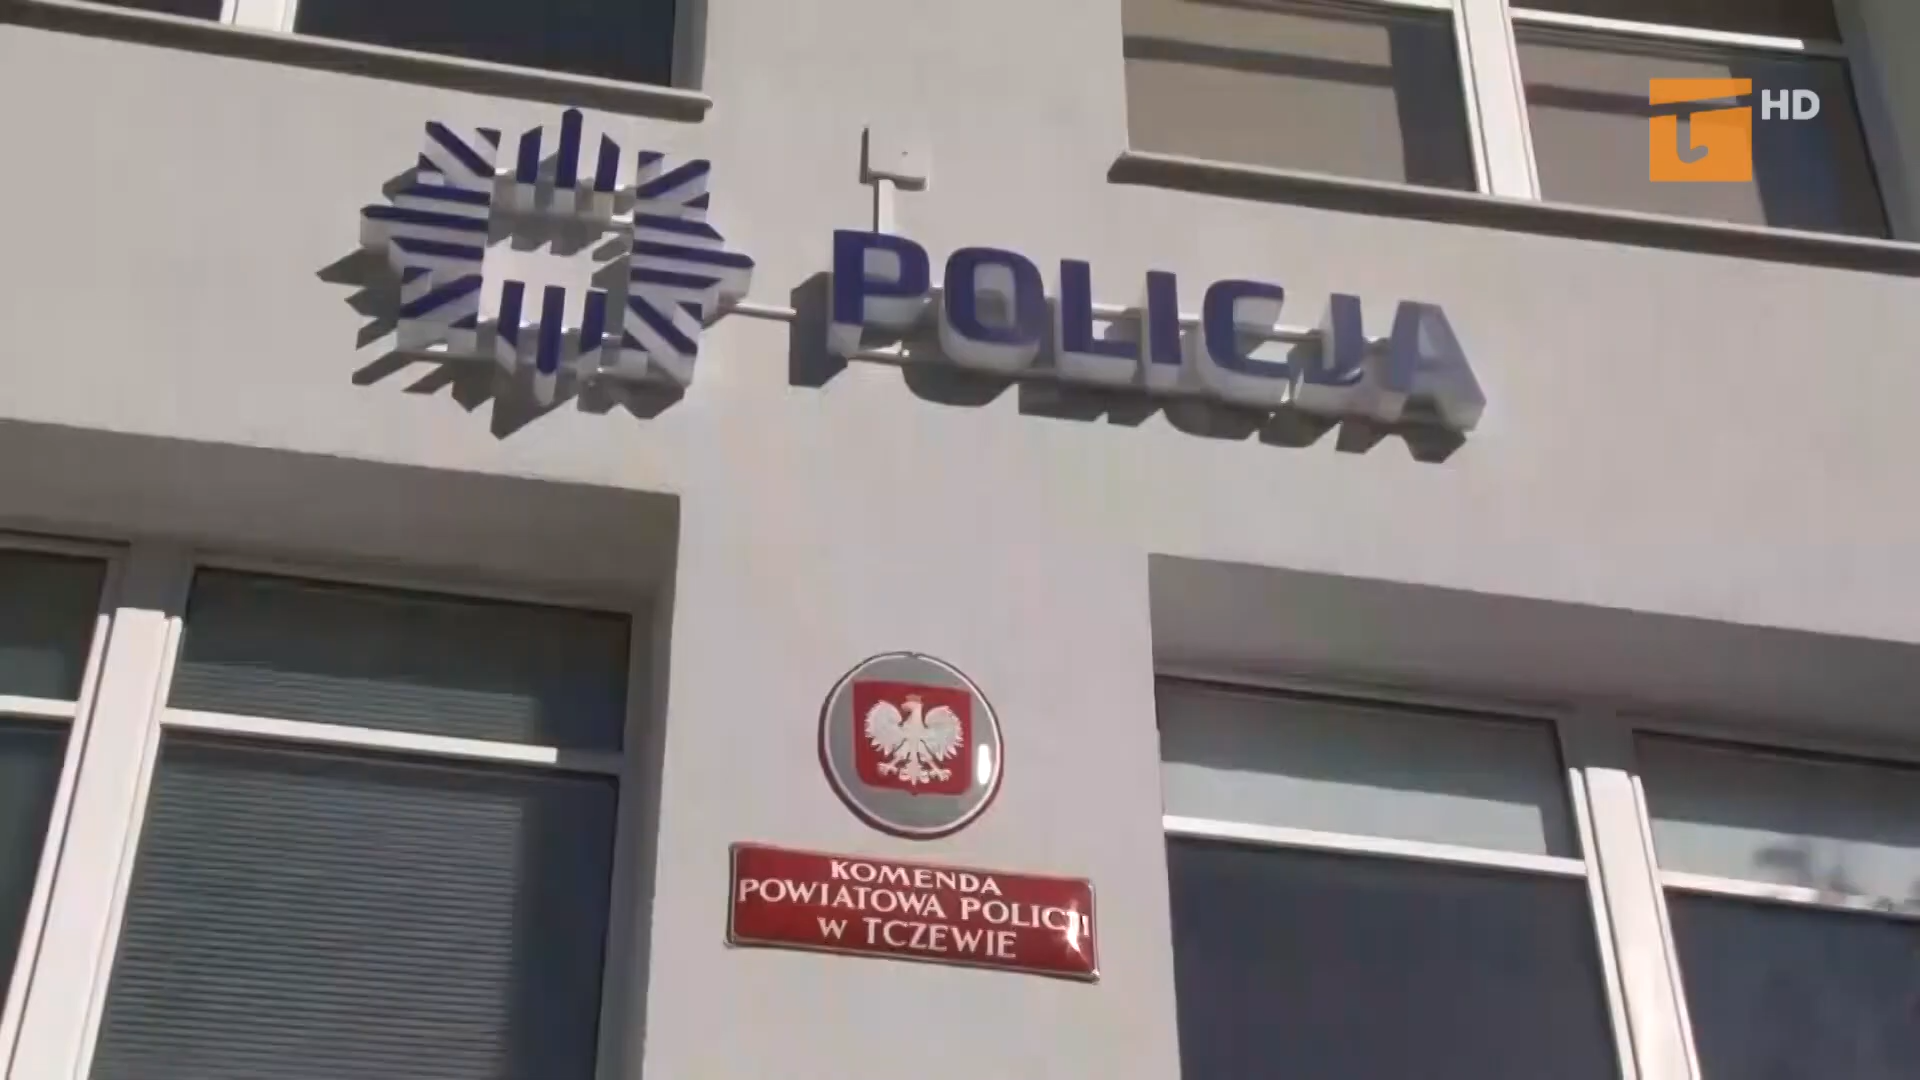 HD
POLICJA
KOMENDA
POWIATOWA POLICJI
W TCZEWIE